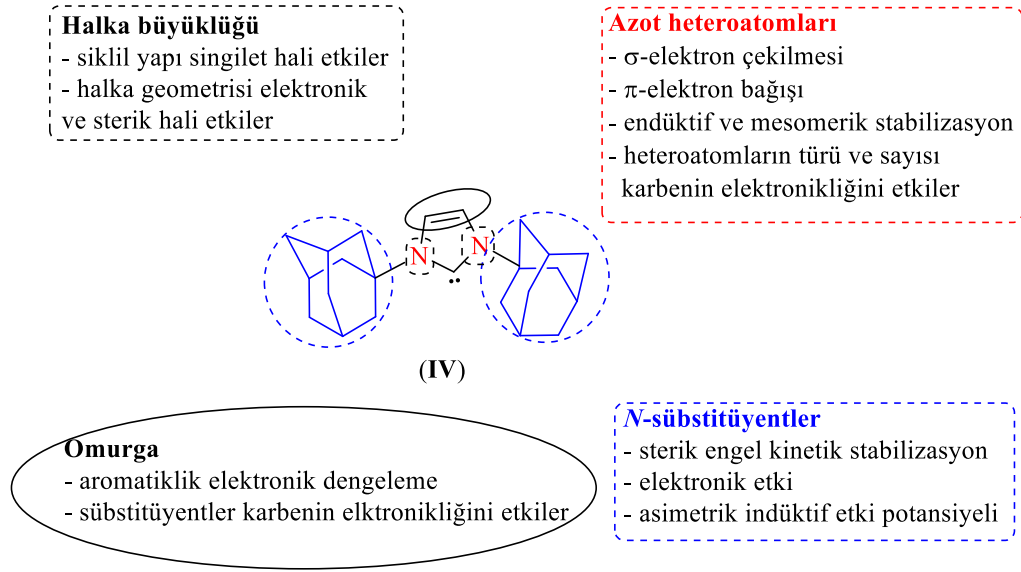 Halka büyüklüğü
- siklil yapı singilet hali etkiler
- halka geometrisi elektronik
ve sterik hali etkiler
Azot heteroatomları
- σ-elektron çekilmesi
- π-elektron bağışı
- endüktif ve mesomerik stabilizasyon
- heteroatomların türü ve sayısı
karbenin elektronikliğini etkiler
N
N
(IV)
Omurga
- aromatiklik elektronik dengeleme
- sübstitüyentler karbenin elktronikliğini etkiler
N-sübstitüyentler
- sterik engel kinetik stabilizasyon
- elektronik etki
- asimetrik indüktif etki potansiyeli